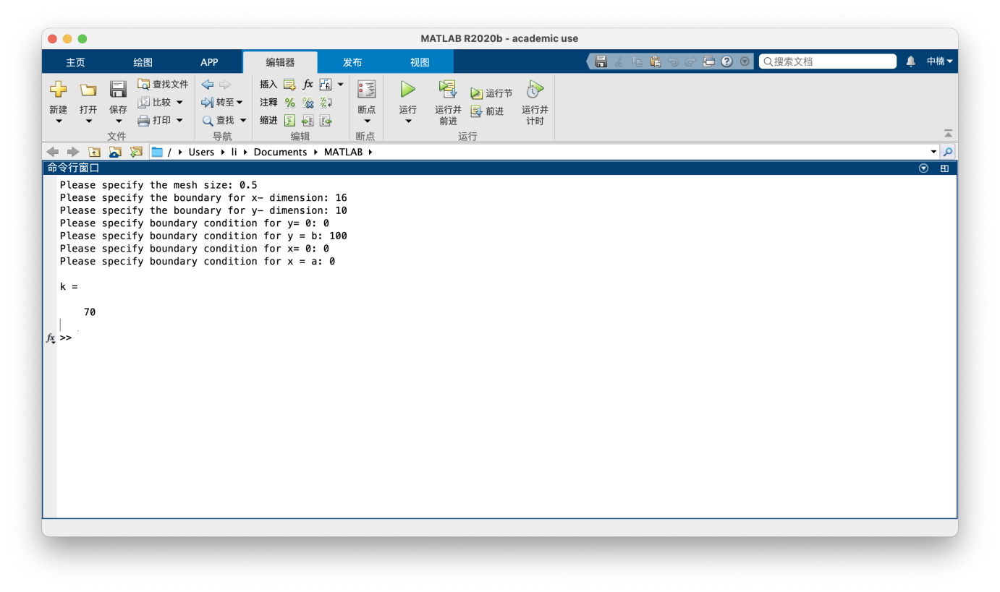 MATLAB R2020b - academic use
主页 绘图 APP 编辑器 发布 视图 搜索文档 中楠
新建 打开 保存 查找文件 比较 打印 转至 查找 插入 fx 注释 缩进 断点 运行 运行并前进 运行节 前进 运行并计时
文件 导航 编辑 断点 运行
/ Users li Documents MATLAB
命令行窗口
Please specify the mesh size: 0.5
Please specify the boundary for x- dimension: 16
Please specify the boundary for y- dimension: 10
Please specify boundary condition for y= 0: 0
Please specify boundary condition for y = b: 100
Please specify boundary condition for x= 0: 0
Please specify boundary condition for x = a: 0
k =
70
fx >>